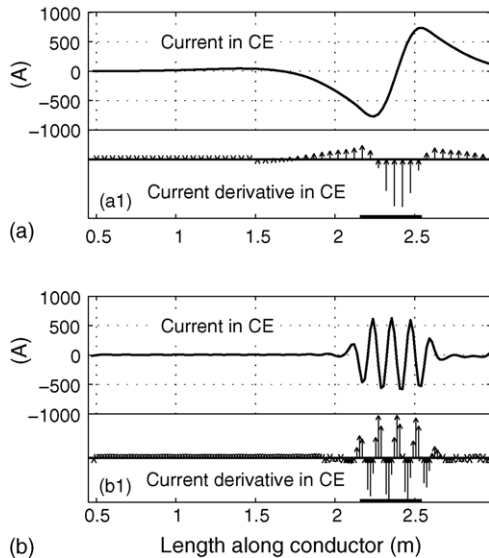 1000
500
0
−500
−1000
(A)
Current in CE
Current derivative in CE
(a1)
(a)
0.5 1 1.5 2 2.5
1000
500
0
−500
1000
(A)
Current in CE
Current derivative in CE
(b1)
(b)
0.5 1 1.5 2 2.5
Length along conductor (m)